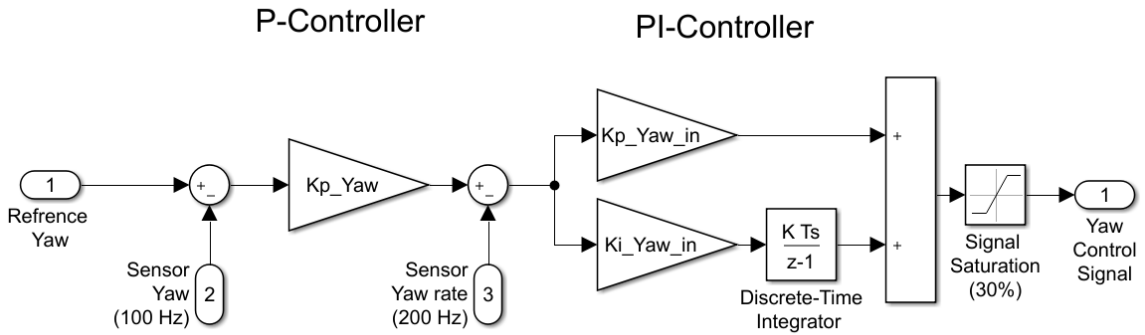 P-Controller
PI-Controller
1
Refrence
Yaw
+
−
Sensor
Yaw
(100 Hz)
2
Kp_Yaw
+
−
Sensor
Yaw rate
(200 Hz)
3
Kp_Yaw_in
Ki_Yaw_in
K Ts
z-1
Discrete-Time
Integrator
+
+
Signal
Saturation
(30%)
1
Yaw
Control
Signal